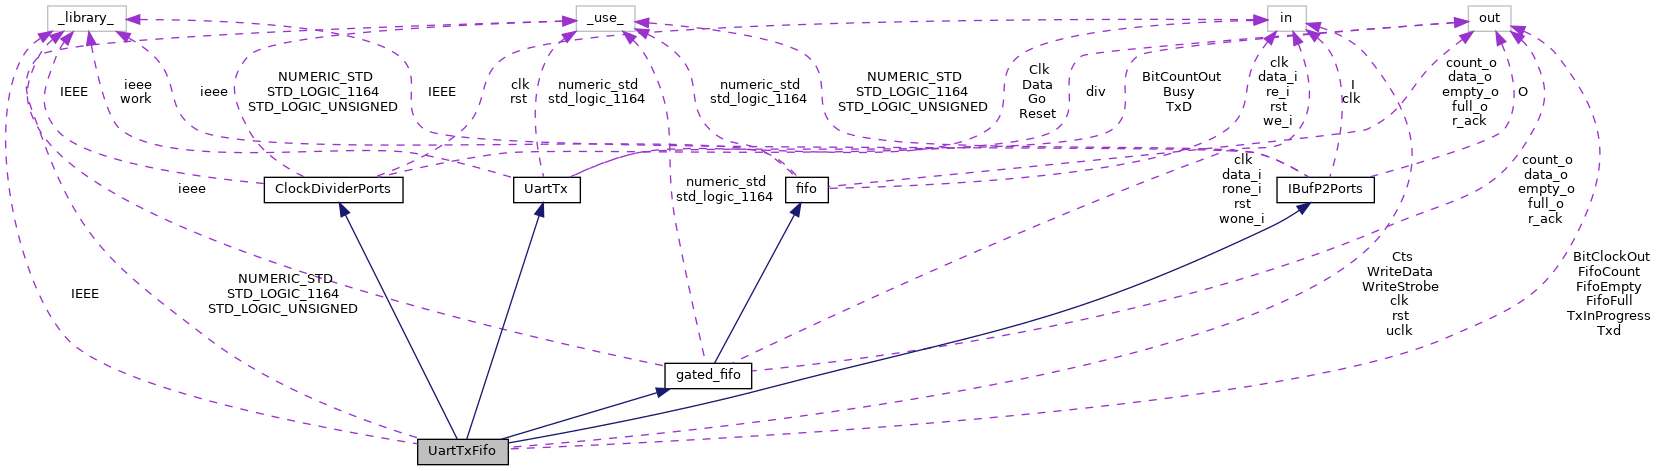 _library_
_use_
in
out
IEEE
ieee
work
ieee
NUMERIC_STD
STD_LOGIC_1164
STD_LOGIC_UNSIGNED
IEEE
clk
rst
numeric_std
std_logic_1164
numeric_std
std_logic_1164
NUMERIC_STD
STD_LOGIC_1164
STD_LOGIC_UNSIGNED
Clk
Data
Go
Reset
div
BitCountOut
Busy
TxD
clk
data_i
re_i
rst
we_i
I
clk
count_o
data_o
empty_o
full_o
r_ack
O
ClockDividerPorts
UartTx
fifo
IBufP2Ports
ieee
numeric_std
std_logic_1164
clk
data_i
rone_i
rst
wone_i
count_o
data_o
empty_o
full_o
r_ack
IEEE
NUMERIC_STD
STD_LOGIC_1164
STD_LOGIC_UNSIGNED
Cts
WriteData
WriteStrobe
clk
rst
uclk
BitClockOut
FifoCount
FifoEmpty
FifoFull
TxInProgress
Txd
gated_fifo
UartTxFifo